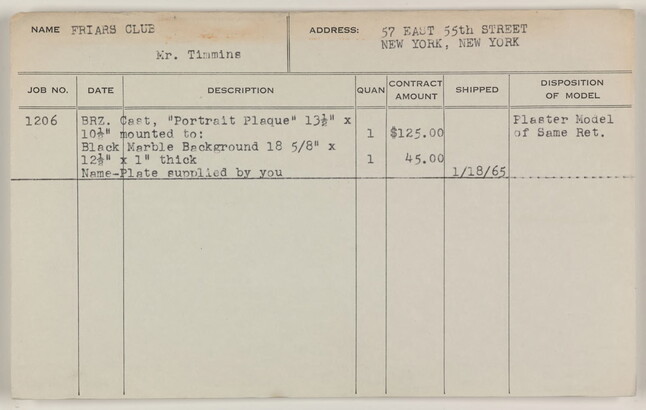 NAME FRIARS CLUB
Mr. Timmins
ADDRESS: 57 EAST 55th STREET
NEW YORK, NEW YORK
JOB NO. DATE DESCRIPTION QUAN CONTRACT AMOUNT SHIPPED DISPOSITION OF MODEL
1206 BRZ. Cast, "Portrait Plaque" 13½" x Plaster Model
10½" mounted to: 1 $125.00 of Same Ret.
Black Marble Background 18 5/8" x
12½" x 1" thick 1 45.00
Name-Plate supplied by you 1/18/65